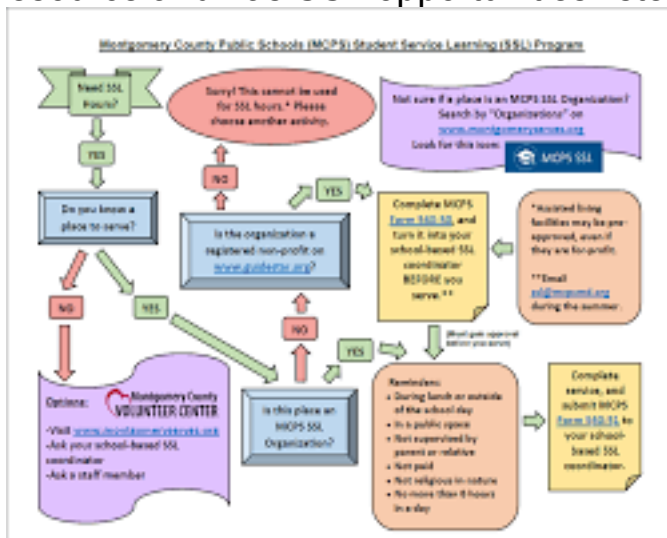 Montgomery County Public Schools (MCPS) Student Service Learning (SSL) Program
Need SSL
Hours?
YES
Do you know a
place to serve?
NO
YES
Options:
Montgomery County
VOLUNTEER CENTER
-Visit
-Ask your school-based SSL
coordinator
-Ask a staff member
Sorry! This cannot be used
for SSL hours.* Please
choose another activity.
NO
Is the organization a
registered non-profit on
www.guidestar.org?
NO
YES
Is this place an
MCPS SSL
Organization?
YES
Not sure if a place is an MCPS SSL Organization?
Search by "Organizations" on
www.montgomeryserves.org
Look for this icon:
MCPS SSL
Complete MCPS
Form 560-50, and
turn it into your
school-based SSL
coordinator
BEFORE you
serve.**
*Assisted living
facilities may be pre-
approved, even if
they are for-profit.
**Email
ssl@mcpsmd.org
during the summer.
(Must gain approval
before you serve)
Reminders:
• During lunch or outside
of the school day
• In a public space
• Not supervised by
parent or relative
• Not paid
• Not religious in nature
• No more than 8 hours
in a day
Complete
service, and
submit MCPS
Form 560-51 to
your school-
based SSL
coordinator.